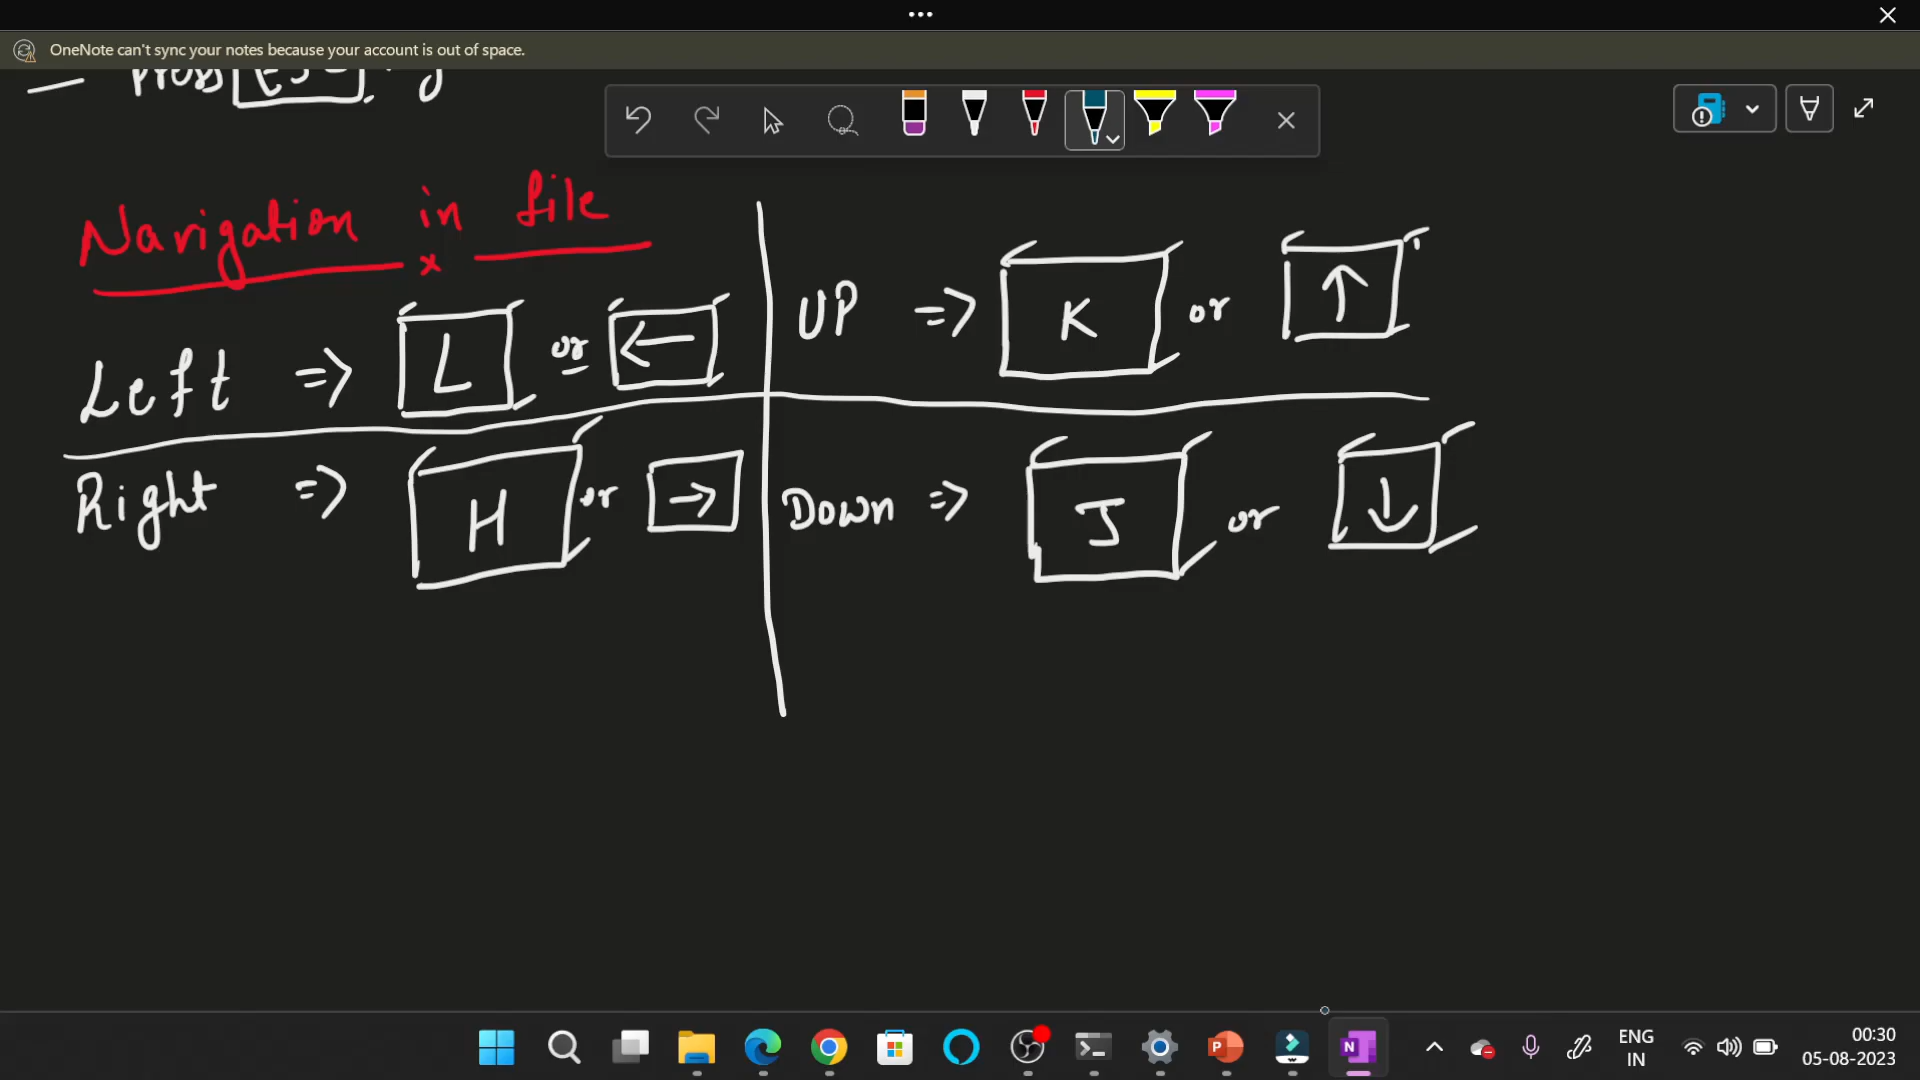 OneNote can't sync your notes because your account is out of space.
Press
Navigation in file
Left => L or ←
UP => K or ↑
Right => H or →
Down => J or ↓
ENG
IN
00:30
05-08-2023